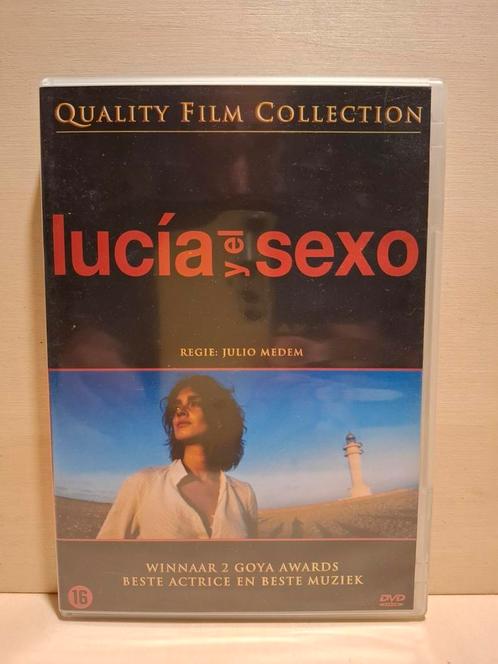 QUALITY FILM COLLECTION
lucía y el sexo
REGIE: JULIO MEDEM
WINNAAR 2 GOYA AWARDS
BESTE ACTRICE EN BESTE MUZIEK
16
DVD